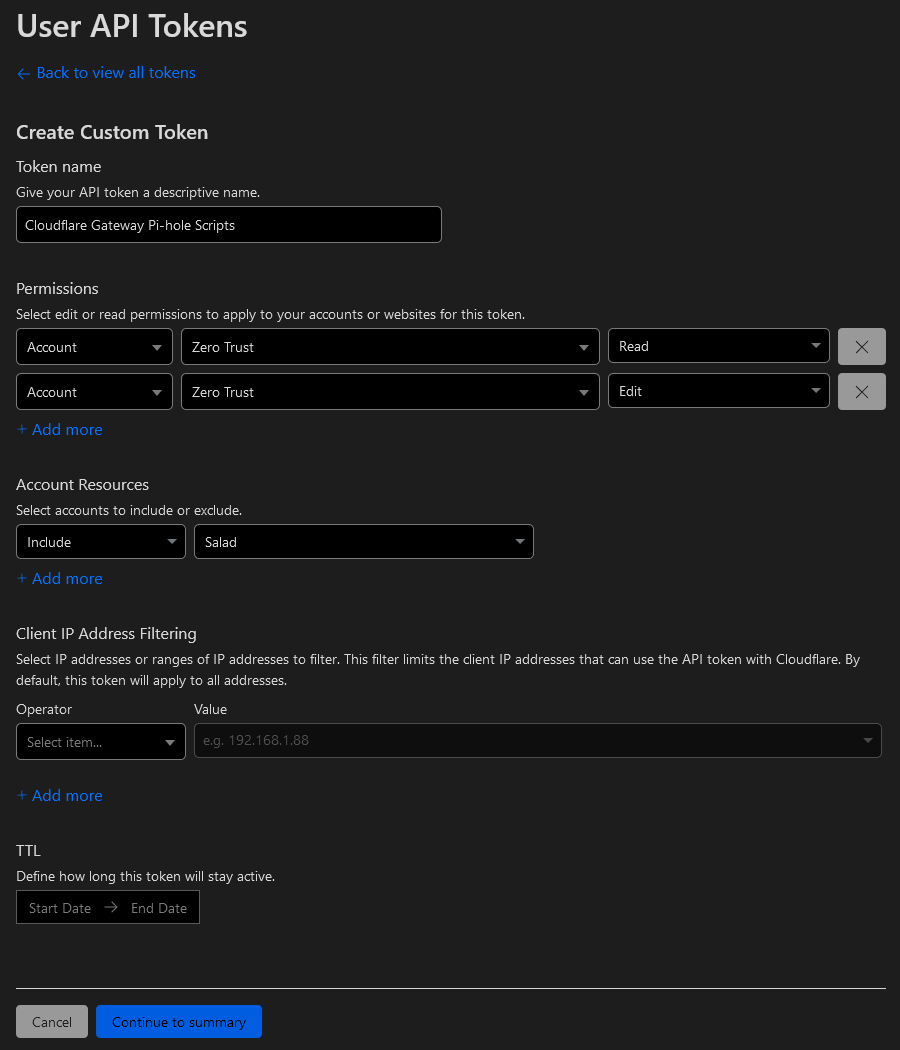 User API Tokens
← Back to view all tokens
Create Custom Token
Token name
Give your API token a descriptive name.
Cloudflare Gateway Pi-hole Scripts
Permissions
Select edit or read permissions to apply to your accounts or websites for this token.
Account Zero Trust Read
Account Zero Trust Edit
+ Add more
Account Resources
Select accounts to include or exclude.
Include Salad
+ Add more
Client IP Address Filtering
Select IP addresses or ranges of IP addresses to filter. This filter limits the client IP addresses that can use the API token with Cloudflare. By
default, this token will apply to all addresses.
Operator Value
Select item... e.g. 192.168.1.88
+ Add more
TTL
Define how long this token will stay active.
Start Date → End Date
Cancel Continue to summary